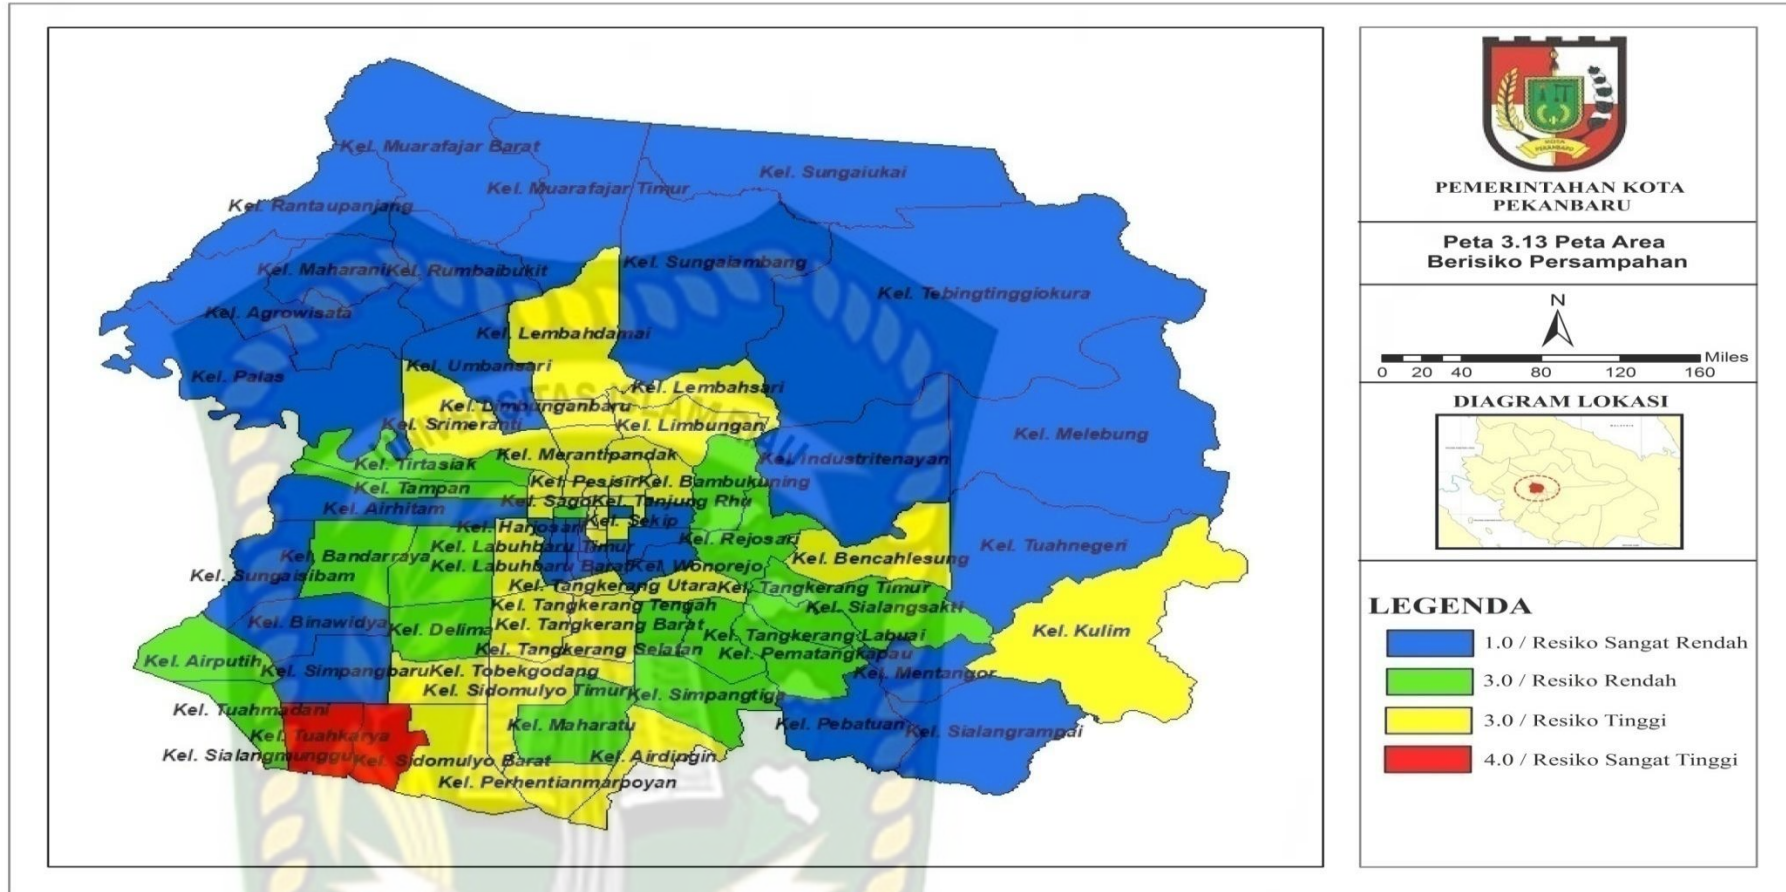 Kel. Muarafajar Barat
Kel. Muarafajar Timur
Kel. Sungaiukai
Kel. Rantaupanjang
Kel. Maharani
Kel. Rumbaibukit
Kel. Sungaiambang
Kel. Tebingtinggiokura
Kel. Agrowisata
Kel. Lembahdamai
Kel. Umbansari
Kel. Palas
Kel. Lembahsari
Kel. Limbunganbaru
Kel. Srimeranti
Kel. Limbungan
UNIVERSITAS ISLAM RIAU
Kel. Melebung
Kel. Merantipandak
Kel. Industritenayan
Kel. Tirtasiak
Kel. Pesisir
Kel. Bambukuning
Kel. Tampan
Kel. Sago
Kel. Tanjung Rhu
Kel. Airhitam
Kel. Harjosari
Kel. Sekip
Kel. Rejosari
Kel. Tuahnegeri
Kel. Labuhbaru Timur
Kel. Bandarraya
Kel. Labuhbaru Barat
Kel. Wonorejo
Kel. Bencahlesung
Kel. Sungaisibam
Kel. Tangkerang Utara
Kel. Tangkerang Timur
Kel. Tangkerang Tengah
Kel. Sialangsakti
Kel. Binawidya
Kel. Delima
Kel. Tangkerang Barat
Kel. Tangkerang Labuai
Kel. Kulim
Kel. Tangkerang Selatan
Kel. Pematangkapau
Kel. Airputih
Kel. Simpangbaru
Kel. Tobekgodang
Kel. Mentangor
Kel. Sidomulyo Timur
Kel. Simpangtiga
Kel. Tuahmadani
Kel. Maharatu
Kel. Pebatuan
Kel. Sialangrampai
Kel. Tuahkarya
Kel. Sialangmunggu
Kel. Sidomulyo Barat
Kel. Airdingin
Kel. Perhentianmarpoyan
KOTA
PEKANBARU
PEMERINTAHAN KOTA
PEKANBARU
Peta 3.13 Peta Area
Berisiko Persampahan
N
Miles
0 20 40 80 120 160
DIAGRAM LOKASI
LEGENDA
1.0 / Resiko Sangat Rendah
3.0 / Resiko Rendah
3.0 / Resiko Tinggi
4.0 / Resiko Sangat Tinggi